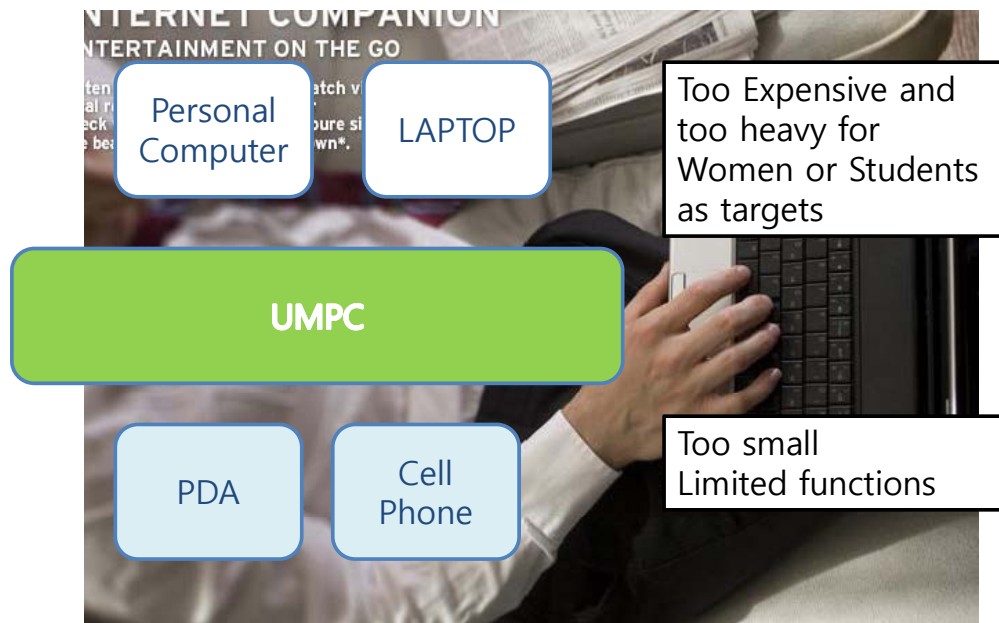 INTERNET COMPANION
ENTERTAINMENT ON THE GO
Personal
Computer
LAPTOP
Too Expensive and
too heavy for
Women or Students
as targets
UMPC
PDA
Cell
Phone
Too small
Limited functions